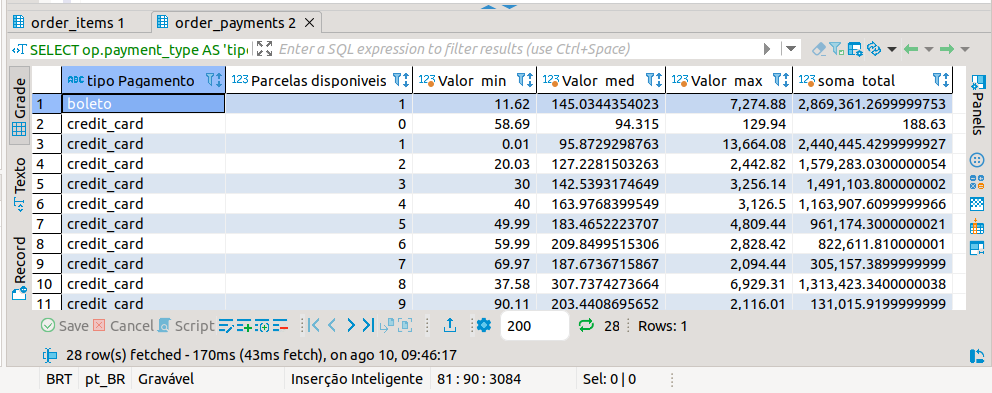 order_items 1 order_payments 2
SELECT op.payment_type AS 'tip Enter a SQL expression to filter results (use Ctrl+Space)
Grade
Texto
Record
ABC tipo Pagamento 123 Parcelas disponiveis 123 Valor_min 123 Valor_med 123 Valor_max 123 soma_total
1 boleto 1 11.62 145.0344354023 7,274.88 2,869,361.2699999753
2 credit_card 0 58.69 94.315 129.94 188.63
3 credit_card 1 0.01 95.8729298763 13,664.08 2,440,445.4299999927
4 credit_card 2 20.03 127.2281503263 2,442.82 1,579,283.0300000054
5 credit_card 3 30 142.5393174649 3,256.14 1,491,103.800000002
6 credit_card 4 40 163.9768399549 3,126.5 1,163,907.6099999966
7 credit_card 5 49.99 183.4652223707 4,809.44 961,174.3000000021
8 credit_card 6 59.99 209.8499515306 2,828.42 822,611.810000001
9 credit_card 7 69.97 187.6736715867 2,094.44 305,157.3899999999
10 credit_card 8 37.58 307.7374273664 6,929.31 1,313,423.3400000038
11 credit_card 9 90.11 203.4408695652 2,116.01 131,015.9199999999
Panels
Save Cancel Script 200 28 Rows: 1
28 row(s) fetched - 170ms (43ms fetch), on ago 10, 09:46:17
BRT pt_BR Gravável Inserção Inteligente 81 : 90 : 3084 Sel: 0 | 0